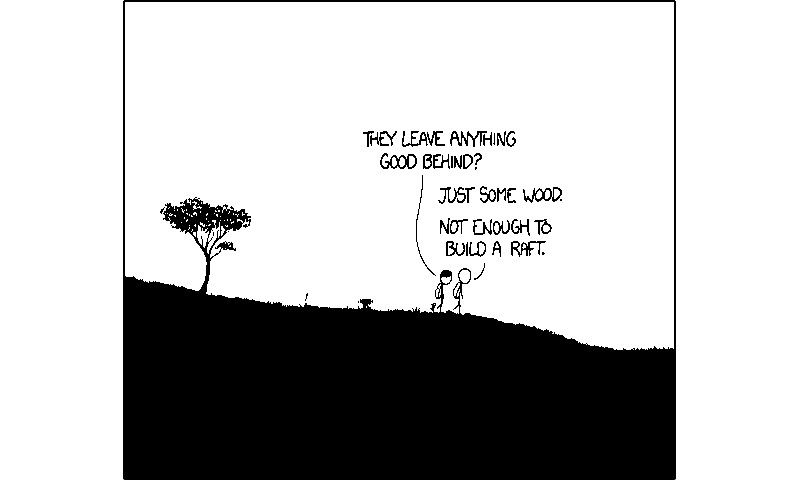 THEY LEAVE ANYTHING
GOOD BEHIND?
JUST SOME WOOD.
NOT ENOUGH TO
BUILD A RAFT.